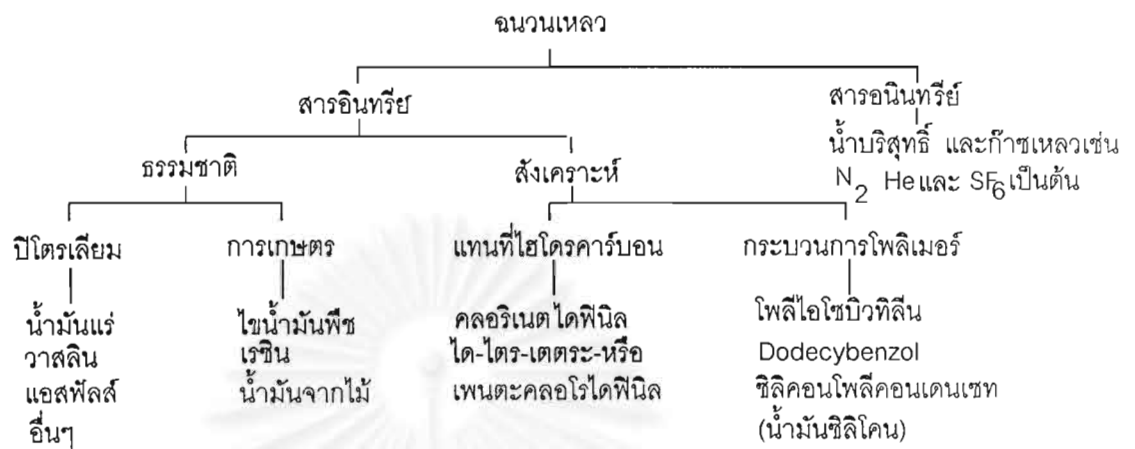 ฉนวนเหลว
สารอินทรีย์
สารอนินทรีย์
น้ำบริสุทธิ์ และก๊าซเหลวเช่น
N2 He และ SF6 เป็นต้น
ธรรมชาติ
สังเคราะห์
ปิโตรเลียม
การเกษตร
แทนที่ไฮโดรคาร์บอน
กระบวนการโพลิเมอร์
น้ำมันแร่
วาสลิน
แอสฟัลส์
อื่นๆ
ไขน้ำมันพืช
เรซิน
น้ำมันจากไม้
คลอริเนตไดฟินิล
ได-ไตร-เตตระ-หรือ
เพนตะคลอโรไดฟินิล
โพลีไอโซบิวทิลีน
Dodecybenzol
ซิลิคอนโพลีคอนเดนเซท
(น้ำมันซิลิโคน)